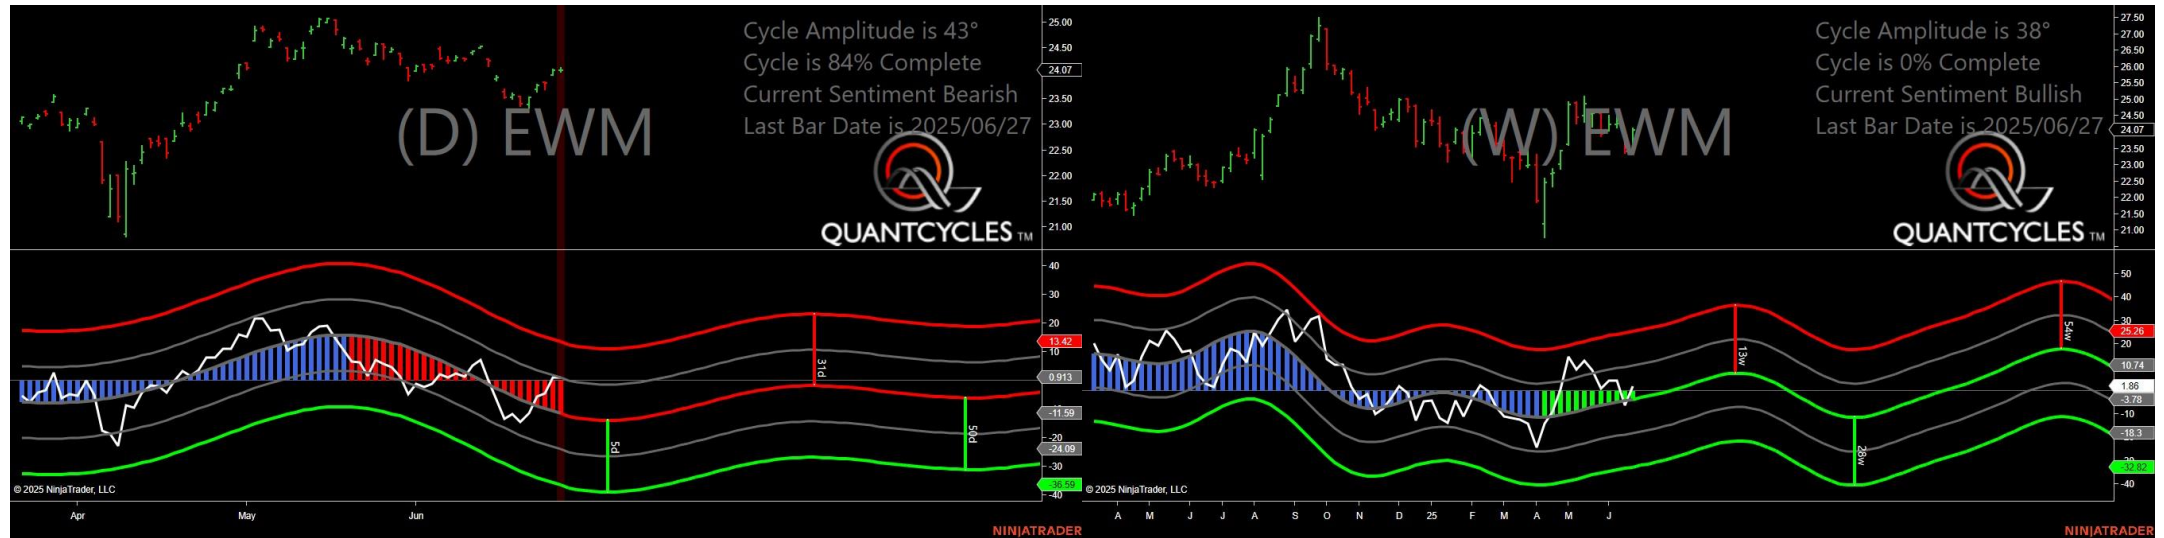 Cycle Amplitude is 43°
Cycle is 84% Complete
Current Sentiment Bearish
Last Bar Date is 2025/06/27
(D) EWM
QUANTCYCLES TM
25.00
24.50
24.07
23.50
23.00
22.50
22.00
21.50
21.00
40
30
20
13.42
10
0.913
-11.59
-20
-24.09
-30
-36.59
-40
5d
31d
50d
© 2025 NinjaTrader, LLC
Apr
May
Jun
NINJATRADER
Cycle Amplitude is 38°
Cycle is 0% Complete
Current Sentiment Bullish
Last Bar Date is 2025/06/27
(W) EWM
QUANTCYCLES TM
27.50
27.00
26.50
26.00
25.50
25.00
24.50
24.07
23.50
23.00
22.50
22.00
21.50
21.00
50
40
30
25.26
20
10.74
1.86
-3.78
-10
-18.3
-32.82
-40
13w
28w
54w
© 2025 NinjaTrader, LLC
A M J J A S O N D 25 F M A M J
NINJATRADER